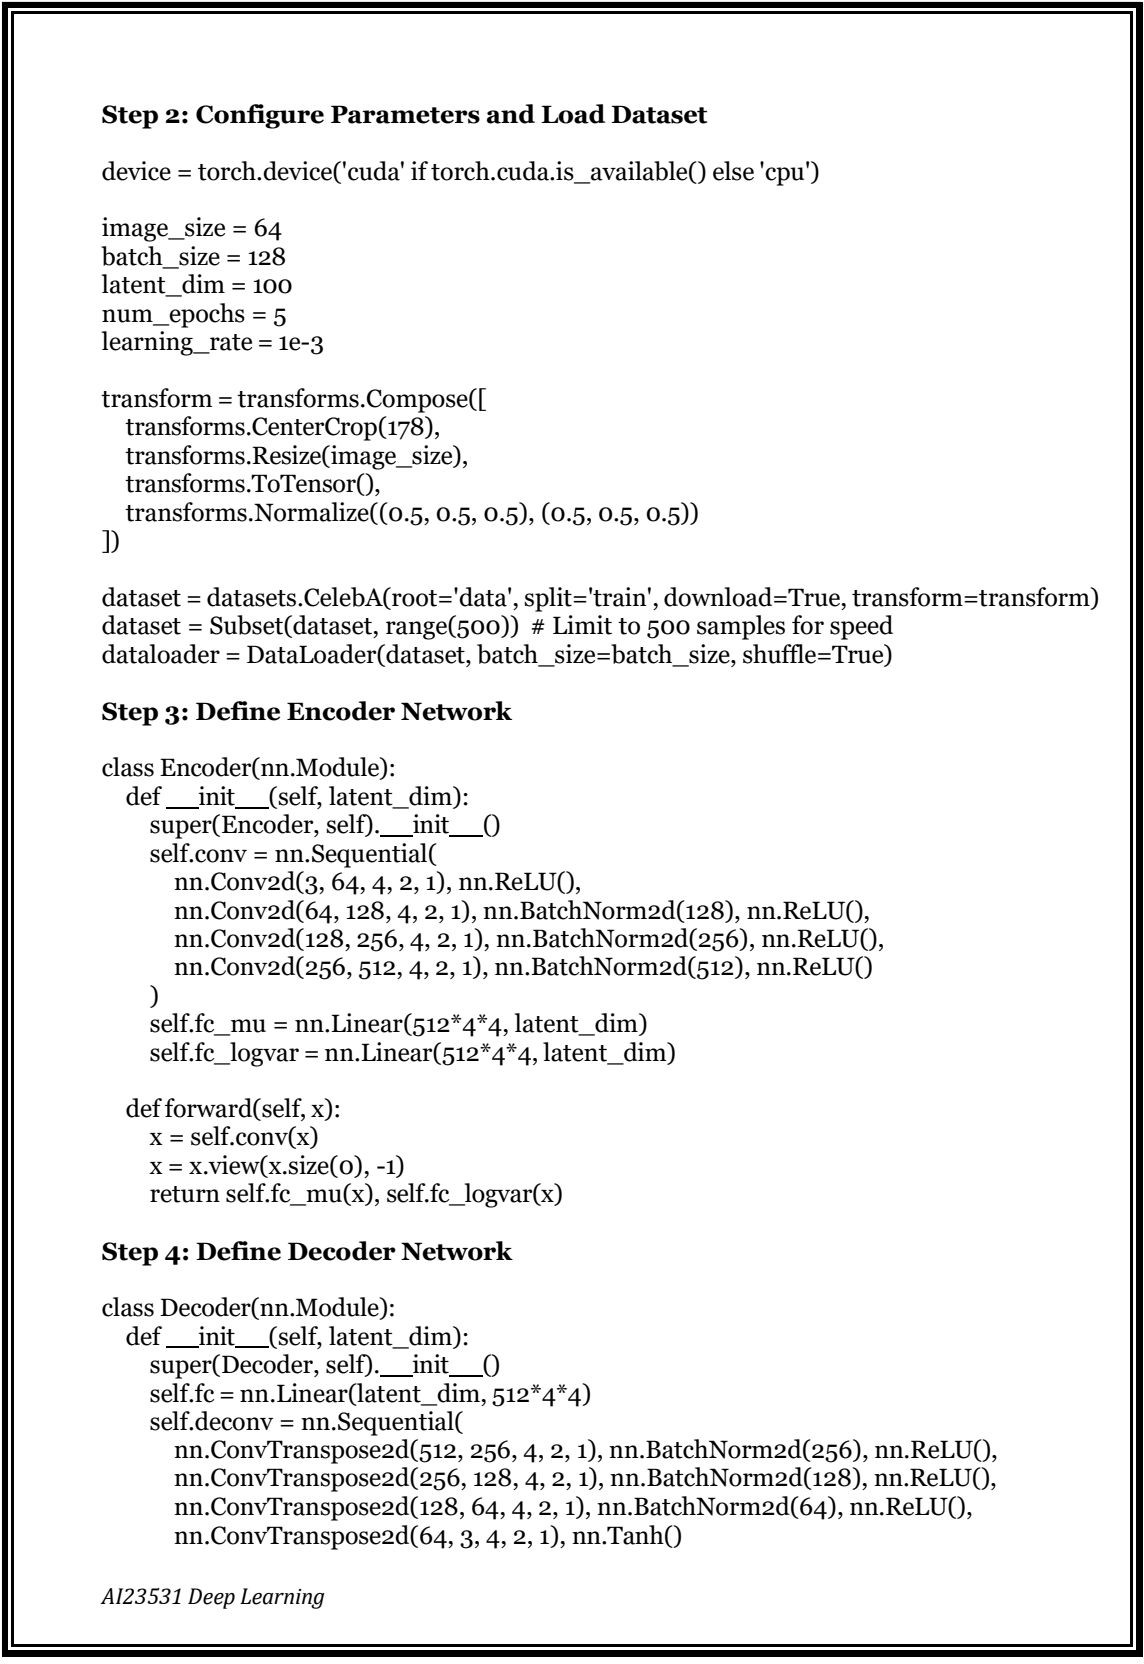 Step 2: Configure Parameters and Load Dataset
device = torch.device('cuda' if torch.cuda.is_available() else 'cpu')
image_size = 64
batch_size = 128
latent_dim = 100
num_epochs = 5
learning_rate = 1e-3
transform = transforms.Compose([
transforms.CenterCrop(178),
transforms.Resize(image_size),
transforms.ToTensor(),
transforms.Normalize((0.5, 0.5, 0.5), (0.5, 0.5, 0.5))
])
dataset = datasets.CelebA(root='data', split='train', download=True, transform=transform)
dataset = Subset(dataset, range(500))  # Limit to 500 samples for speed
dataloader = DataLoader(dataset, batch_size=batch_size, shuffle=True)
Step 3: Define Encoder Network
class Encoder(nn.Module):
def __init__(self, latent_dim):
super(Encoder, self).__init__()
self.conv = nn.Sequential(
nn.Conv2d(3, 64, 4, 2, 1), nn.ReLU(),
nn.Conv2d(64, 128, 4, 2, 1), nn.BatchNorm2d(128), nn.ReLU(),
nn.Conv2d(128, 256, 4, 2, 1), nn.BatchNorm2d(256), nn.ReLU(),
nn.Conv2d(256, 512, 4, 2, 1), nn.BatchNorm2d(512), nn.ReLU()
)
self.fc_mu = nn.Linear(512*4*4, latent_dim)
self.fc_logvar = nn.Linear(512*4*4, latent_dim)
def forward(self, x):
x = self.conv(x)
x = x.view(x.size(0), -1)
return self.fc_mu(x), self.fc_logvar(x)
Step 4: Define Decoder Network
class Decoder(nn.Module):
def __init__(self, latent_dim):
super(Decoder, self).__init__()
self.fc = nn.Linear(latent_dim, 512*4*4)
self.deconv = nn.Sequential(
nn.ConvTranspose2d(512, 256, 4, 2, 1), nn.BatchNorm2d(256), nn.ReLU(),
nn.ConvTranspose2d(256, 128, 4, 2, 1), nn.BatchNorm2d(128), nn.ReLU(),
nn.ConvTranspose2d(128, 64, 4, 2, 1), nn.BatchNorm2d(64), nn.ReLU(),
nn.ConvTranspose2d(64, 3, 4, 2, 1), nn.Tanh()
AI23531 Deep Learning